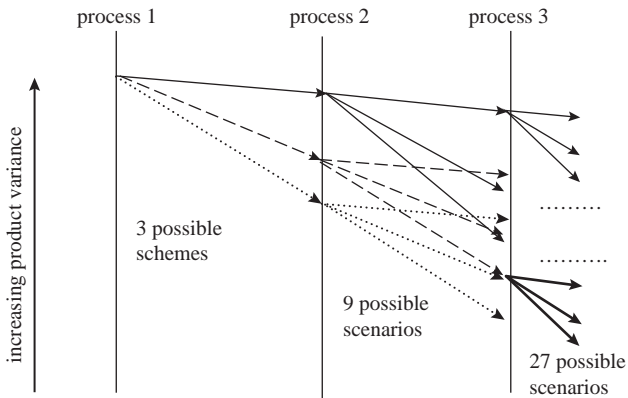 process 1
process 2
process 3
increasing product variance
3 possible
schemes
9 possible
scenarios
27 possible
scenarios